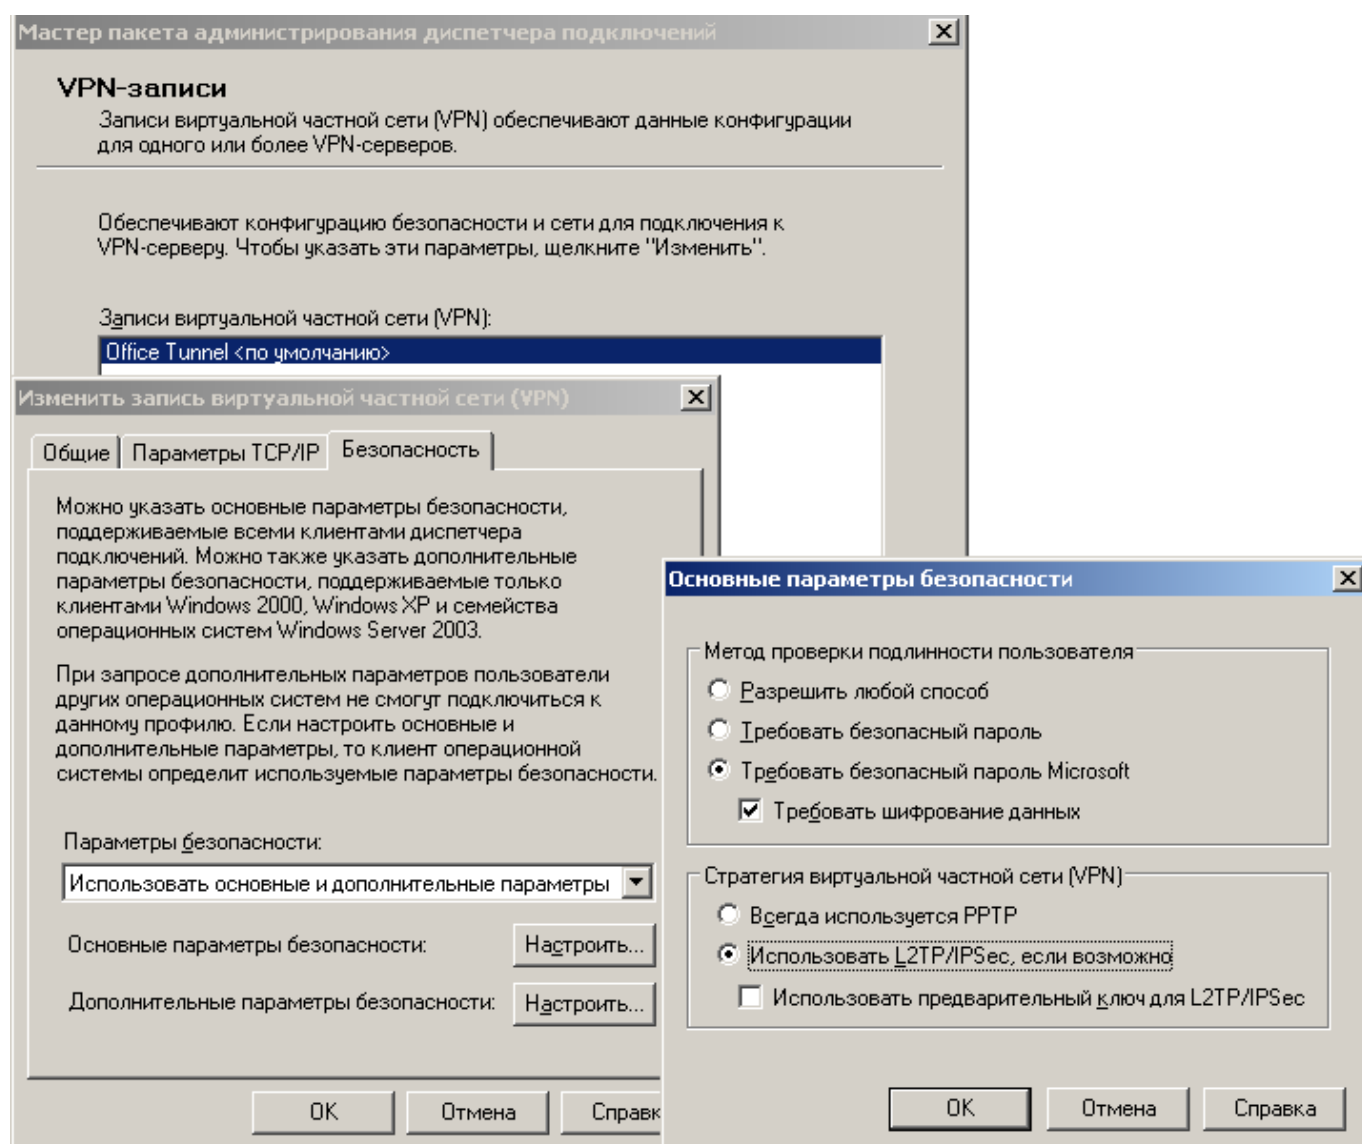 Мастер пакета администрирования диспетчера подключений
VPN-записи
Записи виртуальной частной сети (VPN) обеспечивают данные конфигурации
для одного или более VPN-серверов.
Обеспечивают конфигурацию безопасности и сети для подключения к
VPN-серверу. Чтобы указать эти параметры, щелкните "Изменить".
Записи виртуальной частной сети (VPN):
Office Tunnel <по умолчанию>
Изменить запись виртуальной частной сети (VPN)
Общие
Параметры TCP/IP
Безопасность
Можно указать основные параметры безопасности,
поддерживаемые всеми клиентами диспетчера
подключений. Можно также указать дополнительные
параметры безопасности, поддерживаемые только
клиентами Windows 2000, Windows XP и семейства
операционных систем Windows Server 2003.
При запросе дополнительных параметров пользователи
других операционных систем не смогут подключиться к
данному профилю. Если настроить основные и
дополнительные параметры, то клиент операционной
системы определит используемые параметры безопасности.
Параметры безопасности:
Использовать основные и дополнительные параметры
Основные параметры безопасности:
Настроить...
Дополнительные параметры безопасности:
Настроить...
OK
Отмена
Справк
Основные параметры безопасности
Метод проверки подлинности пользователя
Разрешить любой способ
Требовать безопасный пароль
Требовать безопасный пароль Microsoft
Требовать шифрование данных
Стратегия виртуальной частной сети (VPN)
Всегда используется PPTP
Использовать L2TP/IPSec, если возможно
Использовать предварительный ключ для L2TP/IPSec
OK
Отмена
Справка